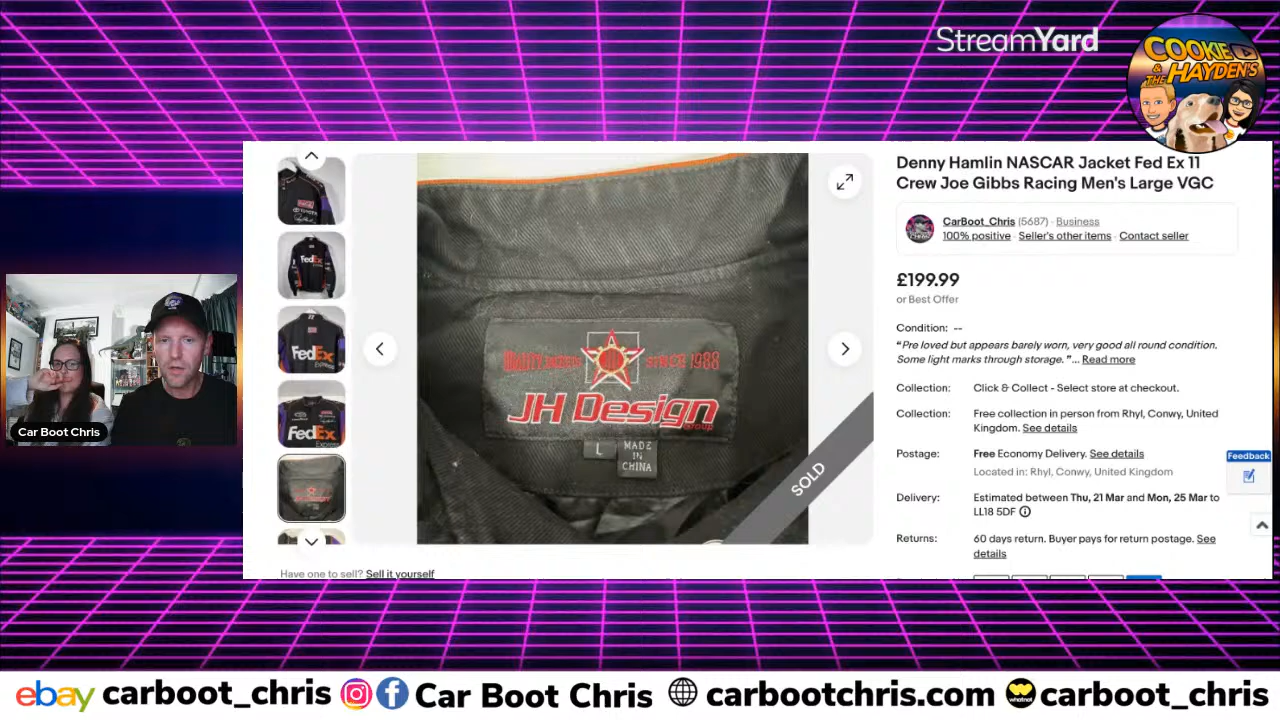 StreamYard
COOKIE
& THE HAYDEN'S
Denny Hamlin NASCAR Jacket Fed Ex 11
Crew Joe Gibbs Racing Men's Large VGC
CarBoot_Chris (5687) · Business
100% positive · Seller's other items · Contact seller
£199.99
or Best Offer
Condition: --
“Pre loved but appears barely worn, very good all round condition.
Some light marks through storage.” ... Read more
Collection: Click & Collect - Select store at checkout.
Collection: Free collection in person from Rhyl, Conwy, United
Kingdom. See details
Postage: Free Economy Delivery. See details
Located in: Rhyl, Conwy, United Kingdom
Delivery: Estimated between Thu, 21 Mar and Mon, 25 Mar to
LL18 5DF
Returns: 60 days return. Buyer pays for return postage. See
details
Feedback
TOYOTA
FedEx
FedEx
FedEx
Express
SINCE 1988
JH Design
group
L
MADE
IN
CHINA
SOLD
Have one to sell? Sell it yourself
Car Boot Chris
ebay carboot_chris Car Boot Chris carbootchris.com whatnot carboot_chris